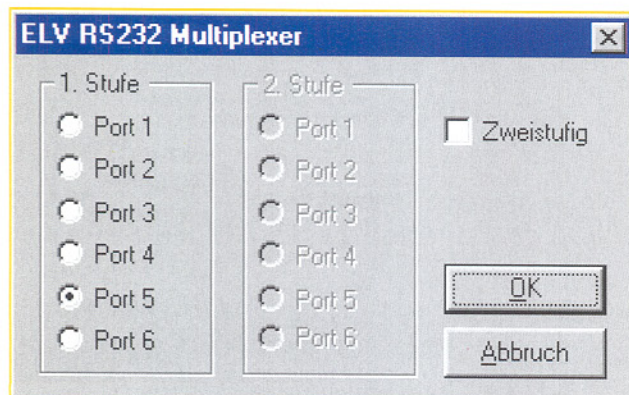 ELV RS232 Multiplexer
1. Stufe
Port 1
Port 2
Port 3
Port 4
Port 5
Port 6
2. Stufe
Port 1
Port 2
Port 3
Port 4
Port 5
Port 6
Zweistufig
OK
Abbruch